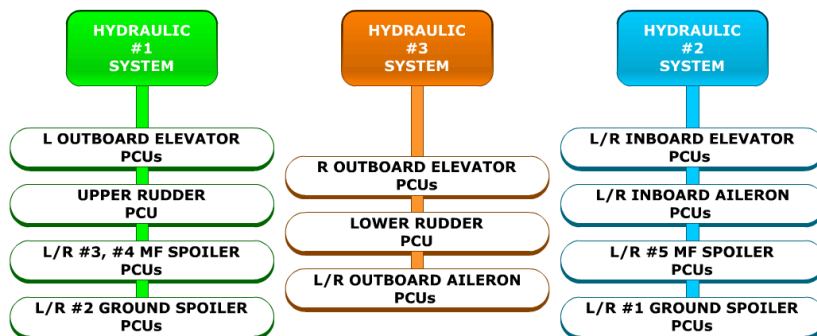 HYDRAULIC
#1
SYSTEM
L OUTBOARD ELEVATOR
PCUs
UPPER RUDDER
PCU
L/R #3, #4 MF SPOILER
PCUs
L/R #2 GROUND SPOILER
PCUs
HYDRAULIC
#3
SYSTEM
R OUTBOARD ELEVATOR
PCUs
LOWER RUDDER
PCU
L/R OUTBOARD AILERON
PCUs
HYDRAULIC
#2
SYSTEM
L/R INBOARD ELEVATOR
PCUs
L/R INBOARD AILERON
PCUs
L/R #5 MF SPOILER
PCUs
L/R #1 GROUND SPOILER
PCUs